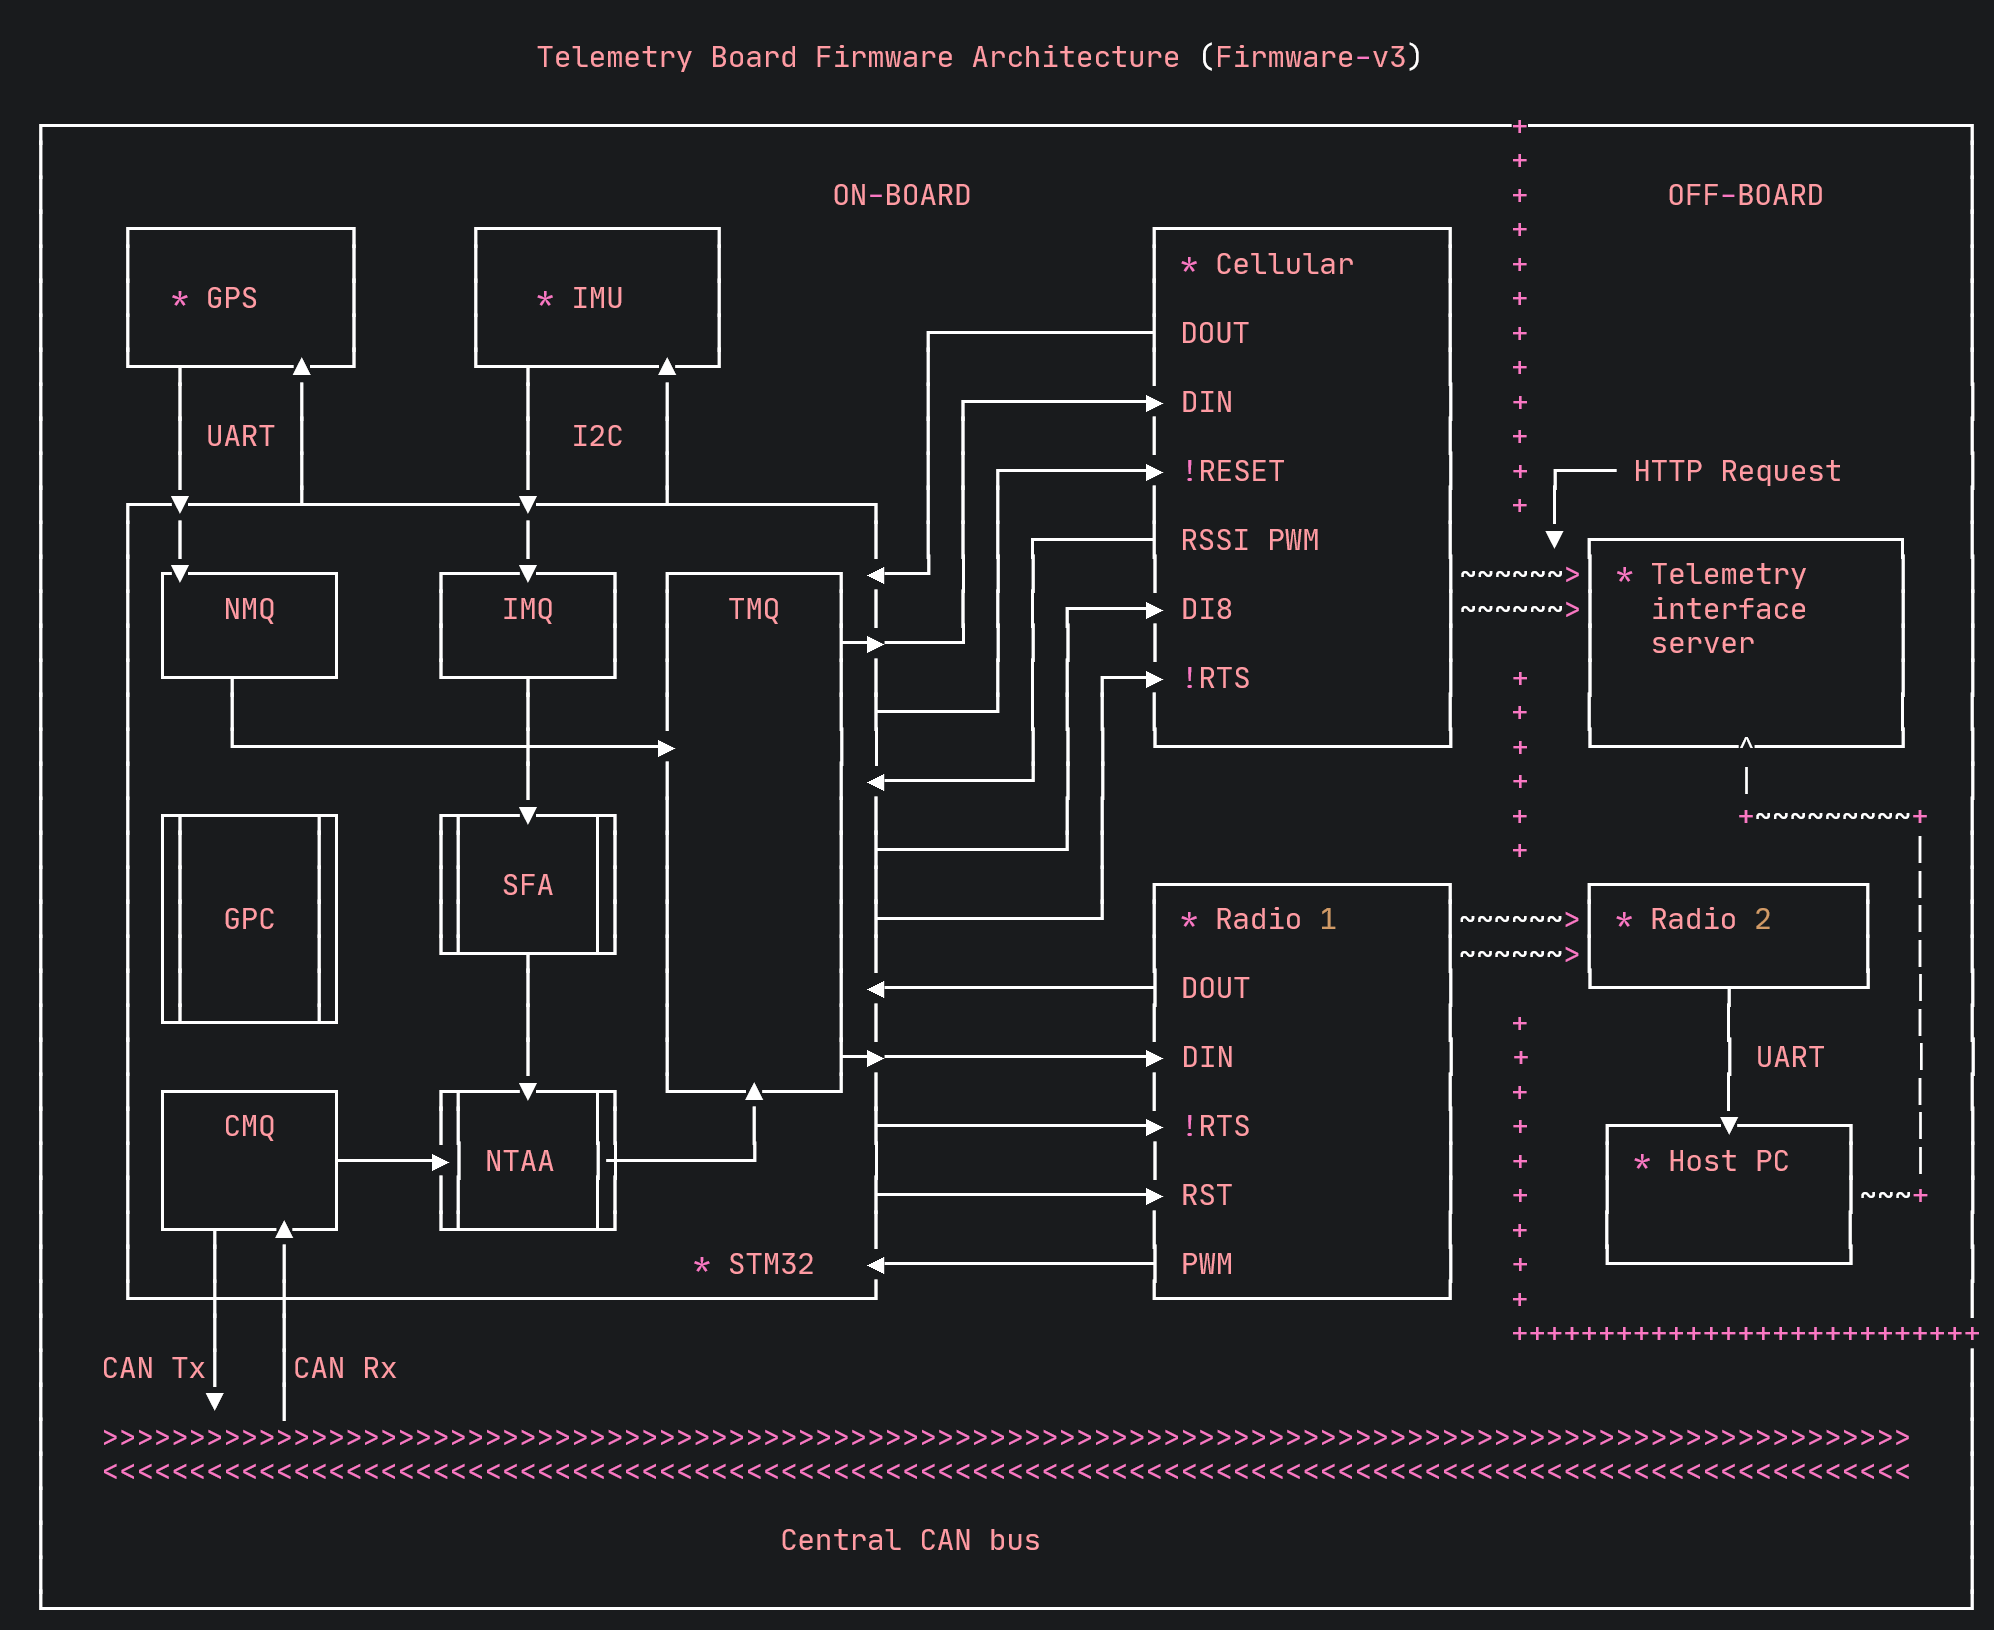 Telemetry Board Firmware Architecture (Firmware-v3)
ON-BOARD
OFF-BOARD
* GPS
* IMU
UART
I2C
* Cellular
DOUT
DIN
!RESET
RSSI PWM
DI8
!RTS
HTTP Request
* Telemetry
interface
server
NMQ
IMQ
TMQ
GPC
SFA
CMQ
NTAA
* STM32
* Radio 1
DOUT
DIN
!RTS
RST
PWM
* Radio 2
UART
* Host PC
CAN Tx
CAN Rx
Central CAN bus